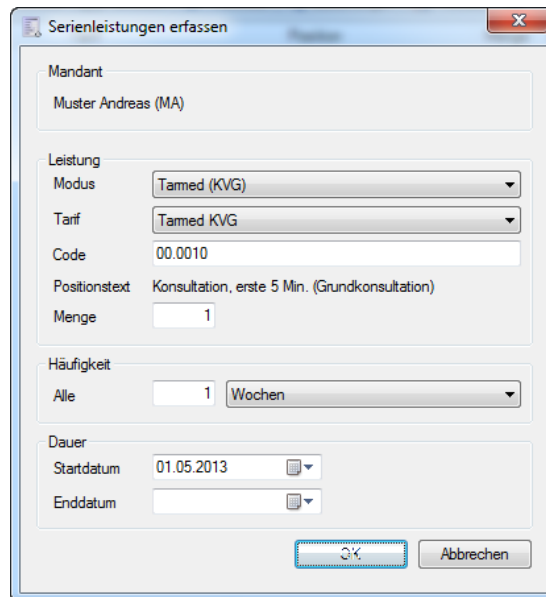 Serienleistungen erfassen
Mandant
Muster Andreas (MA)
Leistung
Modus Tarmed (KVG)
Tarif Tarmed KVG
Code 00.0010
Positionstext Konsultation, erste 5 Min. (Grundkonsultation)
Menge 1
Häufigkeit
Alle 1 Wochen
Dauer
Startdatum 01.05.2013
Enddatum
OK Abbrechen